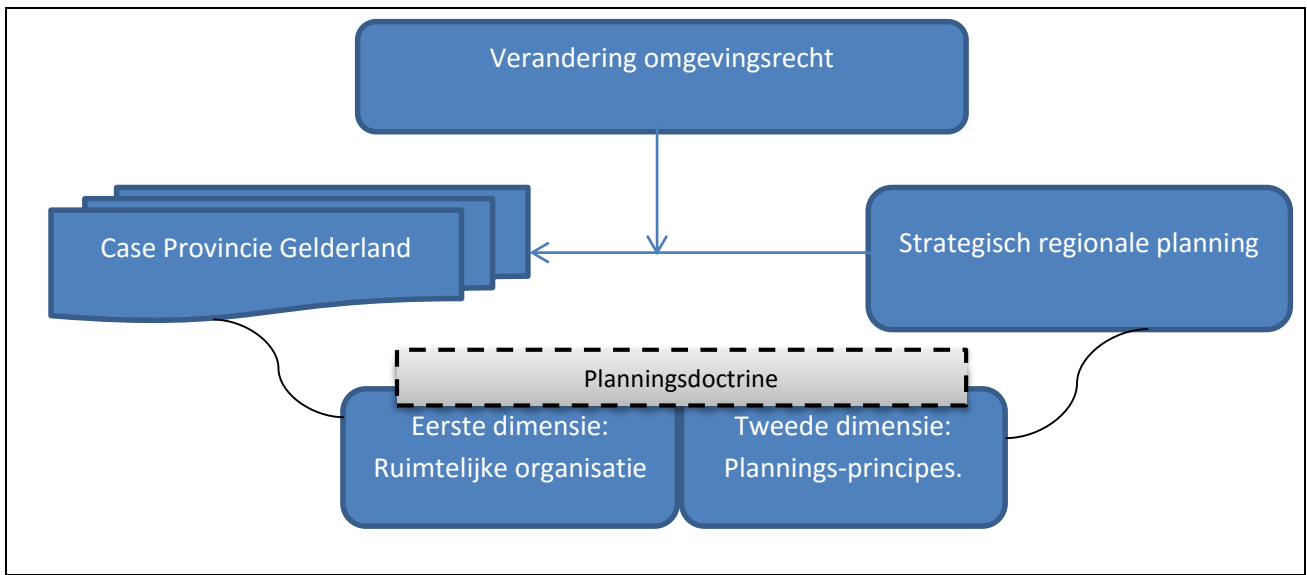 Verandering omgevingsrecht
Case Provincie Gelderland
Strategisch regionale planning
Planningsdoctrine
Eerste dimensie:
Ruimtelijke organisatie
Tweede dimensie:
Plannings-principes.